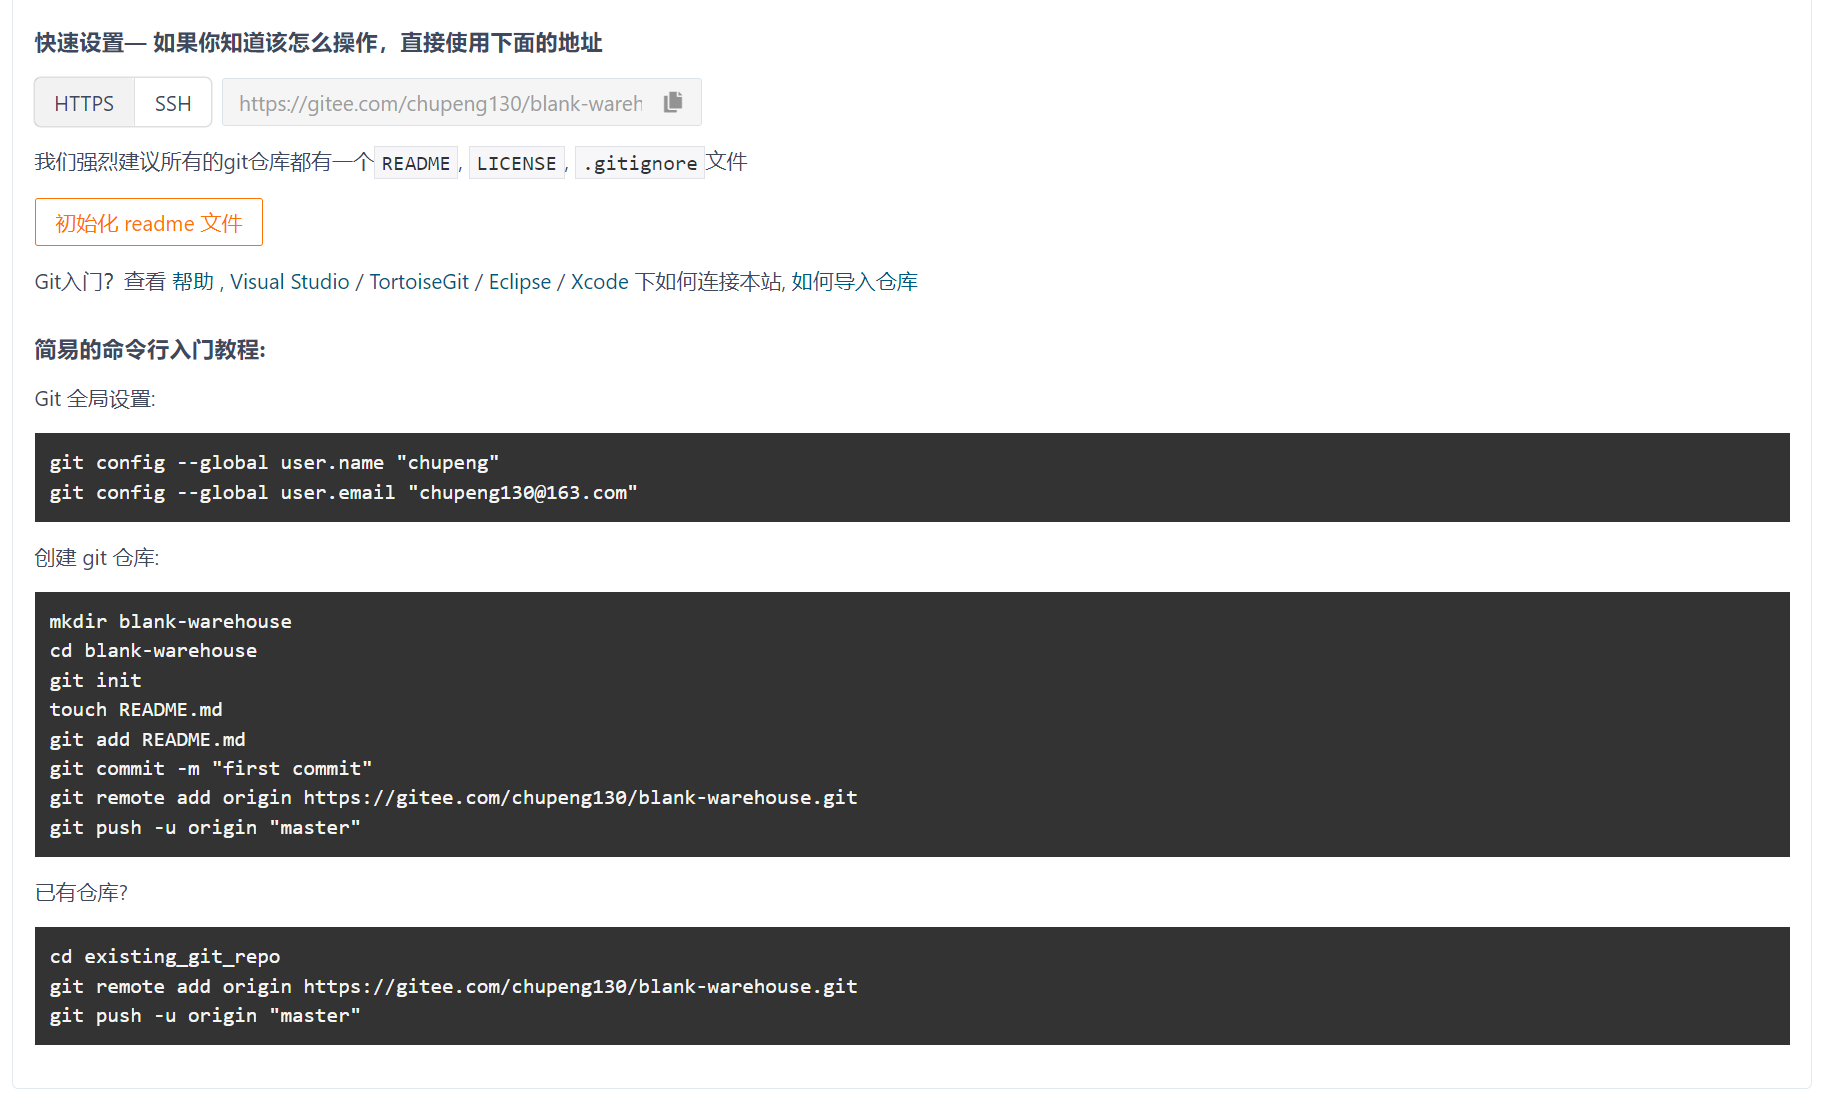 快速设置— 如果你知道该怎么操作，直接使用下面的地址
HTTPS SSH https://gitee.com/chupeng130/blank-wareh
我们强烈建议所有的git仓库都有一个 README , LICENSE , .gitignore 文件
初始化 readme 文件
Git入门？查看 帮助 , Visual Studio / TortoiseGit / Eclipse / Xcode 下如何连接本站, 如何导入仓库
简易的命令行入门教程:
Git 全局设置:
git config --global user.name "chupeng"
git config --global user.email "chupeng130@163.com"
创建 git 仓库:
mkdir blank-warehouse
cd blank-warehouse
git init
touch README.md
git add README.md
git commit -m "first commit"
git remote add origin https://gitee.com/chupeng130/blank-warehouse.git
git push -u origin "master"
已有仓库?
cd existing_git_repo
git remote add origin https://gitee.com/chupeng130/blank-warehouse.git
git push -u origin "master"